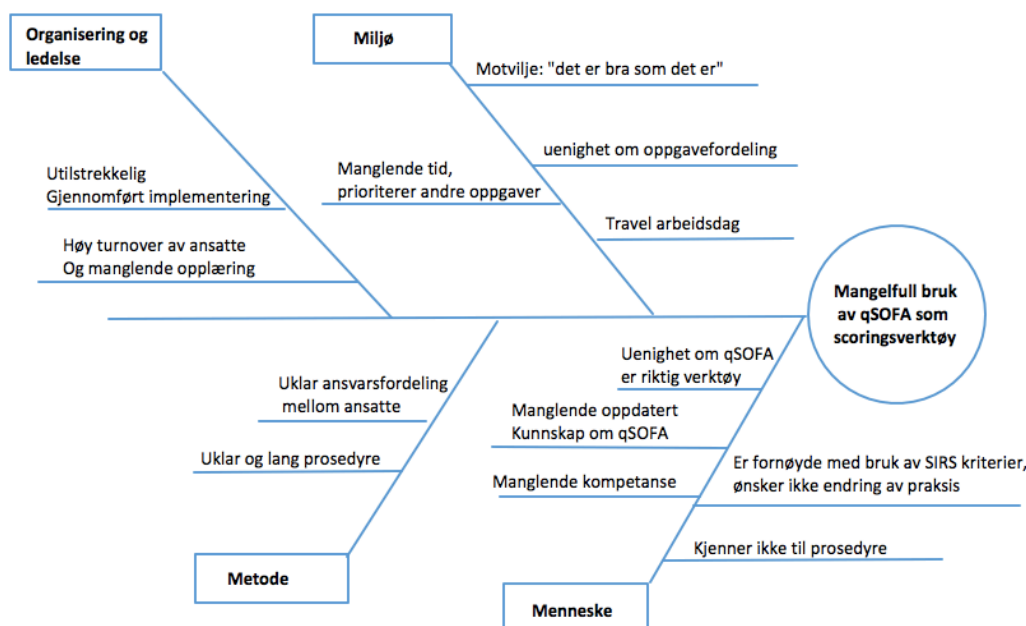 Organisering og
ledelse
Miljø
Motvilje: "det er bra som det er"
uenighet om oppgavefordeling
Manglende tid,
prioriterer andre oppgaver
Travel arbeidsdag
Utilstrekkelig
Gjennomført implementering
Høy turnover av ansatte
Og manglende opplæring
Mangelfull bruk
av qSOFA som
scoringsverktøy
Uklar ansvarsfordeling
mellom ansatte
Uklar og lang prosedyre
Metode
Uenighet om qSOFA
er riktig verktøy
Manglende oppdatert
Kunnskap om qSOFA
Manglende kompetanse
Er fornøyde med bruk av SIRS kriterier,
ønsker ikke endring av praksis
Kjenner ikke til prosedyre
Menneske